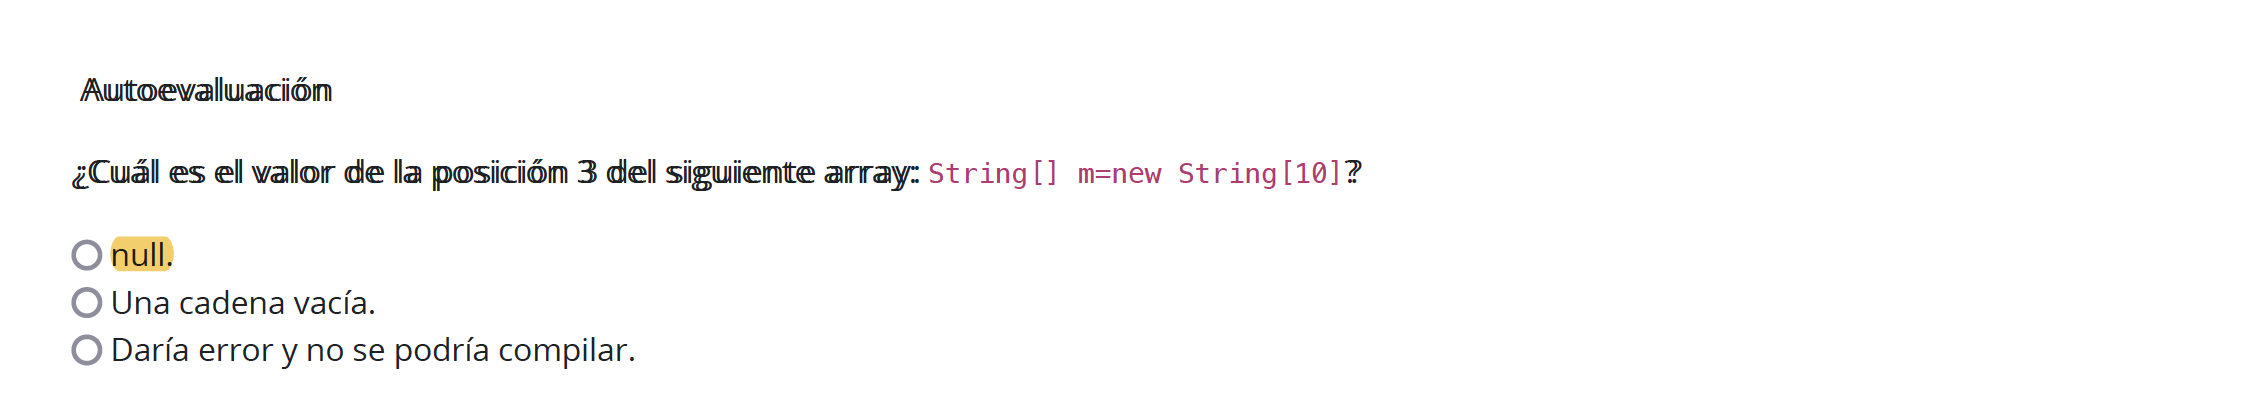 Autoevaluación
¿Cuál es el valor de la posición 3 del siguiente array: String[] m=new String[10]?
null.
Una cadena vacía.
Daría error y no se podría compilar.